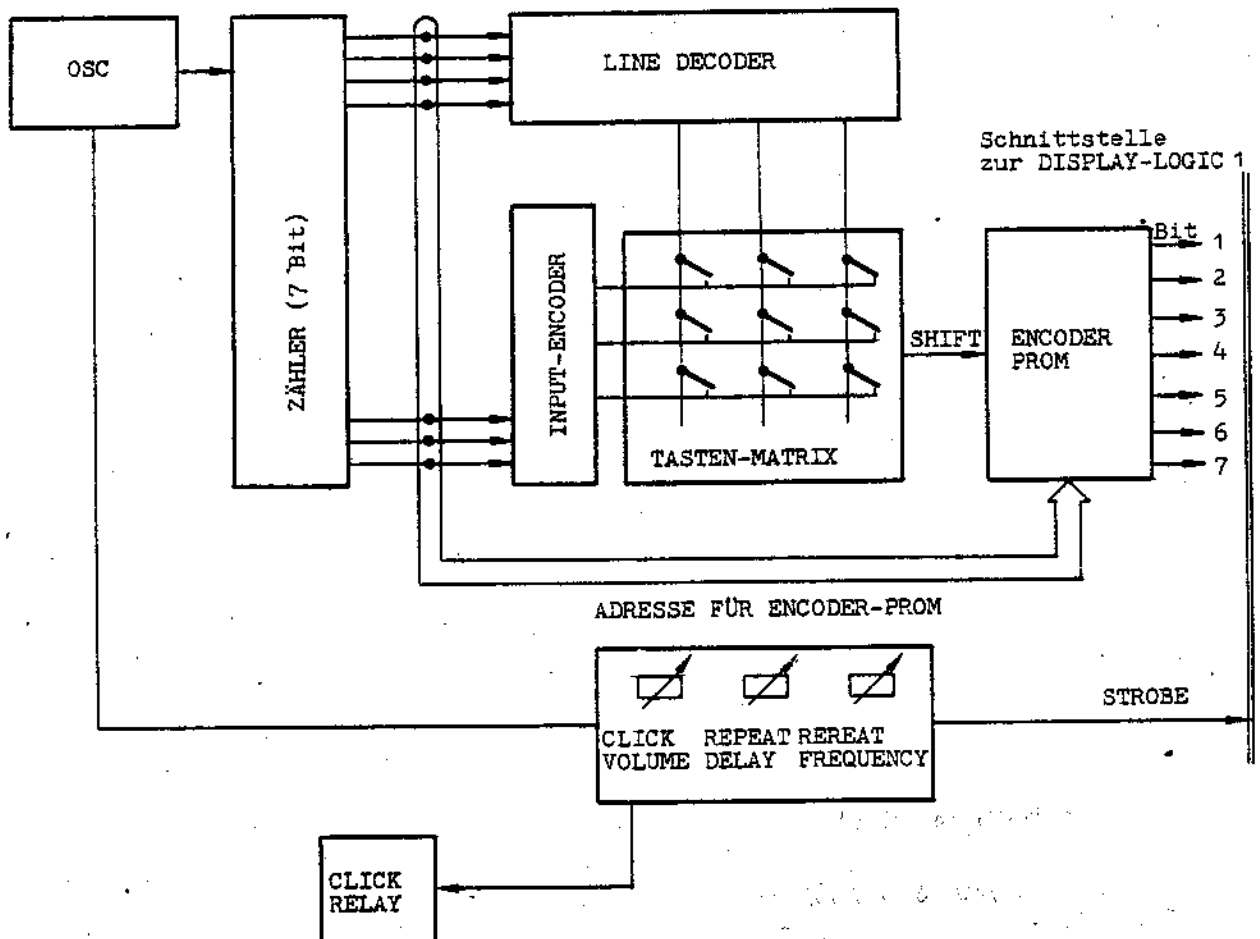 OSC
ZÄHLER (7 Bit)
LINE DECODER
Schnittstelle
zur DISPLAY-LOGIC 1
INPUT-ENCODER
TASTEN-MATRIX
SHIFT
ENCODER
PROM
Bit
1
2
3
4
5
6
7
ADRESSE FÜR ENCODER-PROM
CLICK
VOLUME
REPEAT
DELAY
REREAT
FREQUENCY
STROBE
CLICK
RELAY